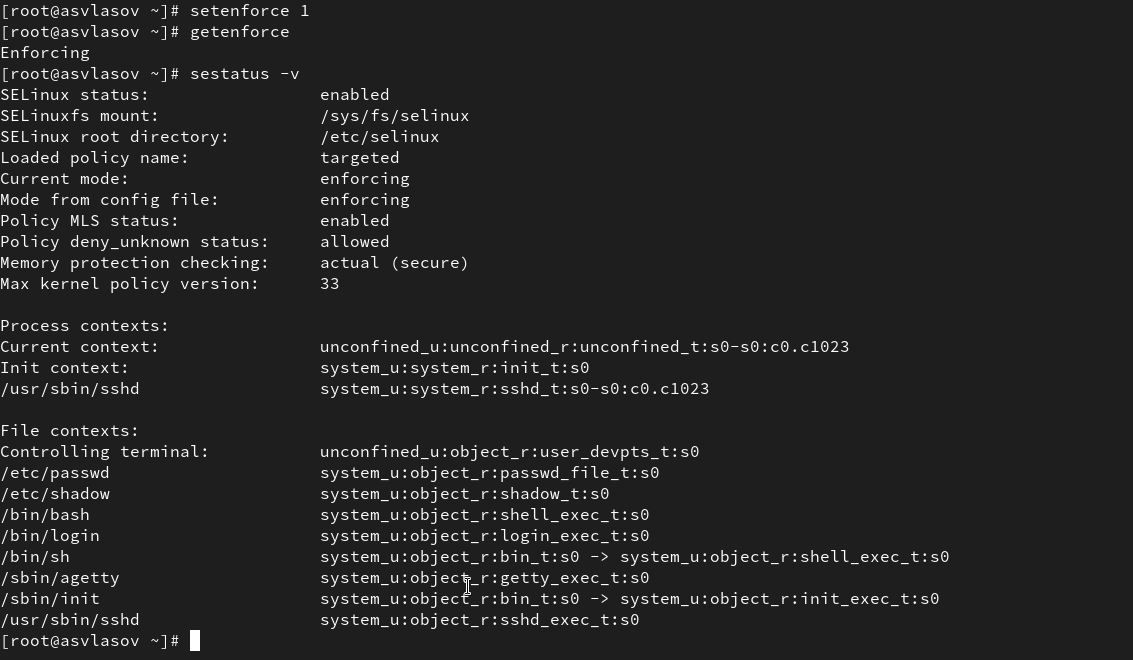 [root@asvlasov ~]# setenforce 1
[root@asvlasov ~]# getenforce
Enforcing
[root@asvlasov ~]# sestatus -v
SELinux status:                 enabled
SELinuxfs mount:                /sys/fs/selinux
SELinux root directory:         /etc/selinux
Loaded policy name:             targeted
Current mode:                   enforcing
Mode from config file:          enforcing
Policy MLS status:              enabled
Policy deny_unknown status:     allowed
Memory protection checking:     actual (secure)
Max kernel policy version:      33

Process contexts:
Current context:                unconfined_u:unconfined_r:unconfined_t:s0-s0:c0.c1023
Init context:                   system_u:system_r:init_t:s0
/usr/sbin/sshd                  system_u:system_r:sshd_t:s0-s0:c0.c1023

File contexts:
Controlling terminal:           unconfined_u:object_r:user_devpts_t:s0
/etc/passwd                     system_u:object_r:passwd_file_t:s0
/etc/shadow                     system_u:object_r:shadow_t:s0
/bin/bash                       system_u:object_r:shell_exec_t:s0
/bin/login                      system_u:object_r:login_exec_t:s0
/bin/sh                         system_u:object_r:bin_t:s0 -> system_u:object_r:shell_exec_t:s0
/sbin/agetty                    system_u:object_r:getty_exec_t:s0
/sbin/init                      system_u:object_r:bin_t:s0 -> system_u:object_r:init_exec_t:s0
/usr/sbin/sshd                  system_u:object_r:sshd_exec_t:s0
[root@asvlasov ~]#